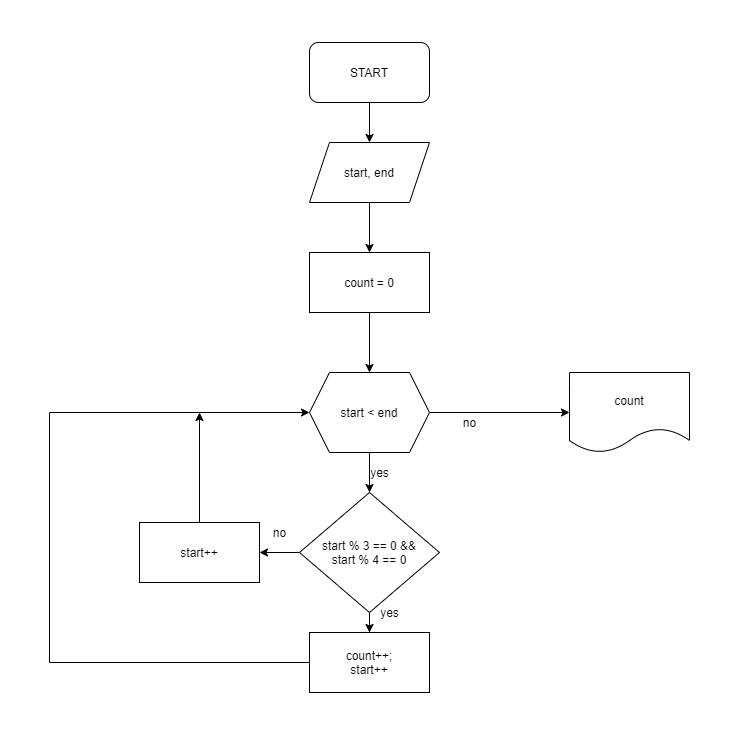 START
start, end
count = 0
start < end
no
count
yes
start % 3 == 0 &&
start % 4 == 0
no
start++
yes
count++;
start++